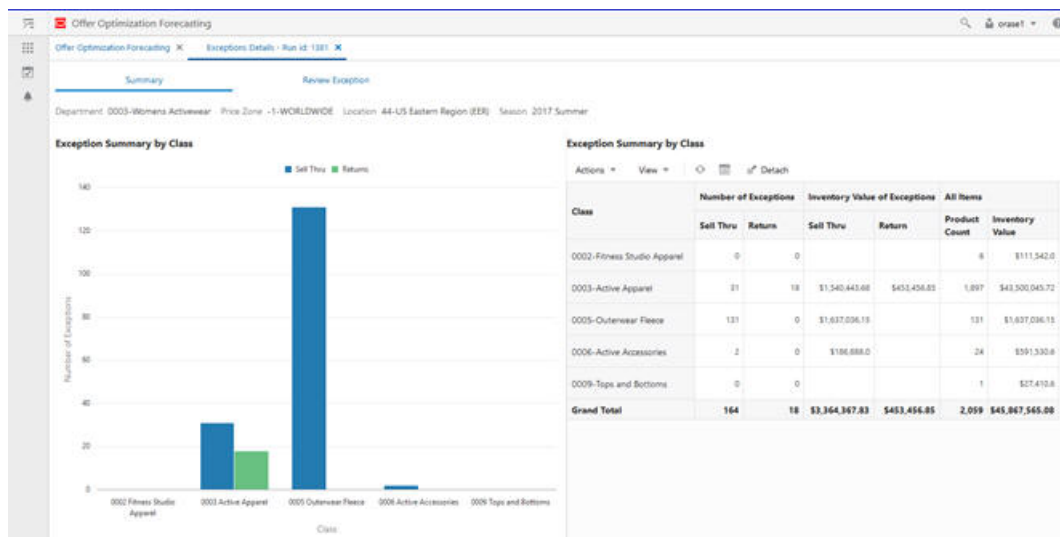 Offer Optimization Forecasting
orase1
Offer Optimization Forecasting
Exceptions Details - Run id: 1381
Summary Review Exception
Department 0003-Womens Activewear Price Zone -1-WORLDWIDE Location 44-US Eastern Region (EER) Season 2017 Summer
Exception Summary by Class
Sell Thru Returns
140
120
100
80
60
40
20
0
Number of Exceptions
0002 Fitness Studio Apparel
0003 Active Apparel
0005 Outerwear Fleece
0006 Active Accessories
0009 Tops and Bottoms
Class
Exception Summary by Class
Actions View Detach
Class Number of Exceptions Inventory Value of Exceptions All Items
Sell Thru Return Sell Thru Return Product Count Inventory Value
0002-Fitness Studio Apparel 0 0 $111,542.0
0003-Active Apparel 31 18 $1,540,443.68 $453,456.85 1,897 $43,500,045.72
0005-Outerwear Fleece 131 0 $1,637,036.15 131 $1,637,036.15
0006-Active Accessories 2 0 $186,888.0 24 $591,530.6
0009-Tops and Bottoms 0 0 1 $27,410.6
Grand Total 164 18 $3,364,367.83 $453,456.85 2,059 $45,867,565.08